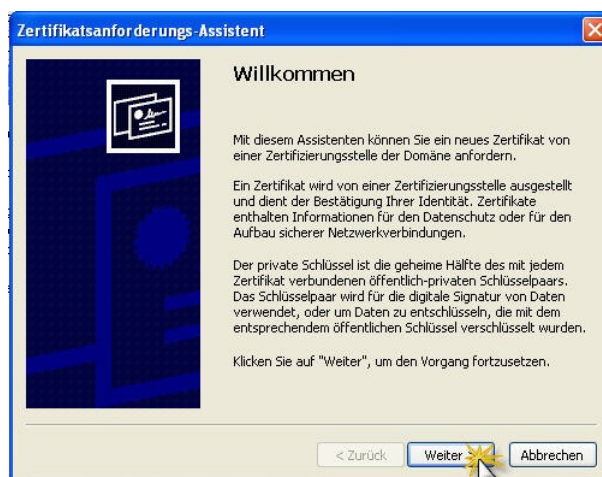 Zertifikatsanforderungs-Assistent
Willkommen
Mit diesem Assistenten können Sie ein neues Zertifikat von
einer Zertifizierungsstelle der Domäne anfordern.
Ein Zertifikat wird von einer Zertifizierungsstelle ausgestellt
und dient der Bestätigung Ihrer Identität. Zertifikate
enthalten Informationen für den Datenschutz oder für den
Aufbau sicherer Netzwerkverbindungen.
Der private Schlüssel ist die geheime Hälfte des mit jedem
Zertifikat verbundenen öffentlich-privaten Schlüsselpaars.
Das Schlüsselpaar wird für die digitale Signatur von Daten
verwendet, oder um Daten zu entschlüsseln, die mit dem
entsprechendem öffentlichen Schlüssel verschlüsselt wurden.
Klicken Sie auf "Weiter", um den Vorgang fortzusetzen.
< Zurück Weiter > Abbrechen